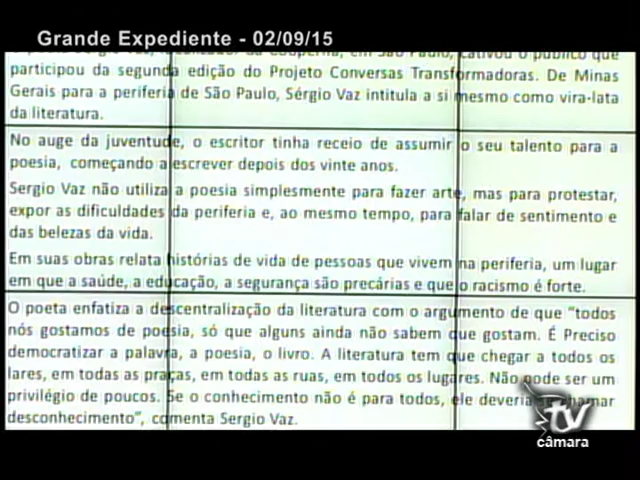 Grande Expediente - 02/09/15
participou da segunda edição do Projeto Conversas Transformadoras. De Minas
Gerais para a periferia de São Paulo, Sérgio Vaz intitula a si mesmo como vira-lata
da literatura.
No auge da juventude, o escritor tinha receio de assumir o seu talento para a
poesia, começando a escrever depois dos vinte anos.
Sergio Vaz não utiliza a poesia simplesmente para fazer arte, mas para protestar,
expor as dificuldades da periferia e, ao mesmo tempo, para falar de sentimento e
das belezas da vida.
Em suas obras relata histórias de vida de pessoas que vivem na periferia, um lugar
em que a saúde, a educação, a segurança são precárias e que o racismo é forte.
O poeta enfatiza a descentralização da literatura com o argumento de que "todos
nós gostamos de poesia, só que alguns ainda não sabem que gostam. É Preciso
democratizar a palavra, a poesia, o livro. A literatura tem que chegar a todos os
lares, em todas as praças, em todas as ruas, em todos os lugares. Não pode ser um
privilégio de poucos. Se o conhecimento não é para todos, ele deveria se chamar
desconhecimento", comenta Sergio Vaz.
tv
câmara